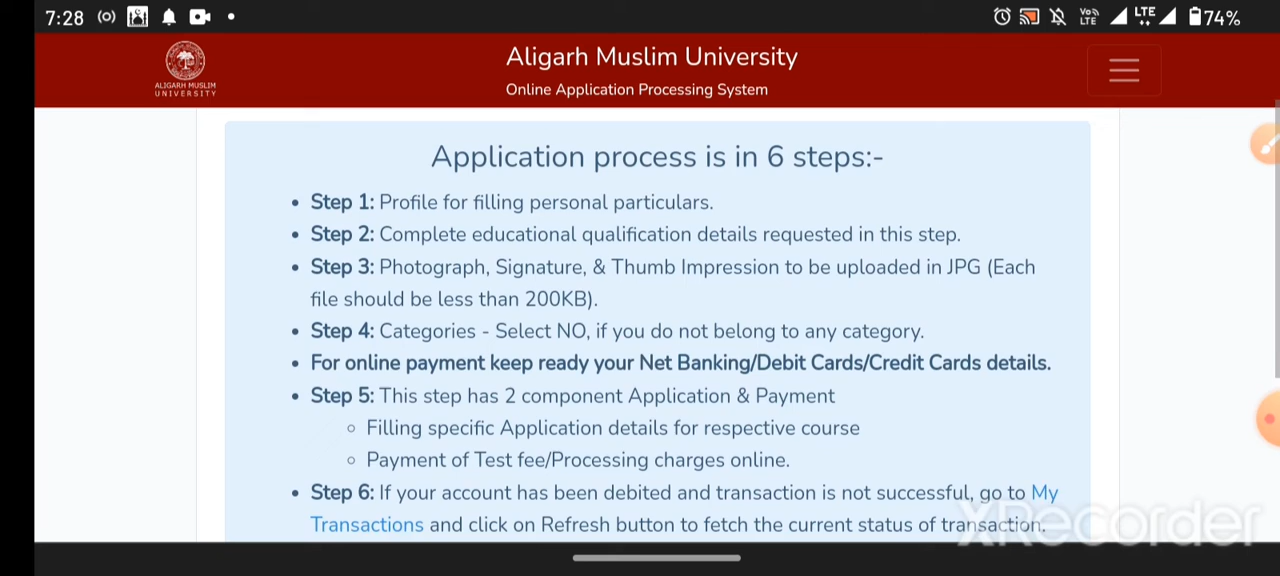 7:28
VoD LTE
LTE
74%
Aligarh Muslim University
ALIGARH MUSLIM
UNIVERSITY
Online Application Processing System
Application process is in 6 steps:-
• Step 1: Profile for filling personal particulars.
• Step 2: Complete educational qualification details requested in this step.
• Step 3: Photograph, Signature, & Thumb Impression to be uploaded in JPG (Each
file should be less than 200KB).
• Step 4: Categories - Select NO, if you do not belong to any category.
• For online payment keep ready your Net Banking/Debit Cards/Credit Cards details.
• Step 5: This step has 2 component Application & Payment
◦ Filling specific Application details for respective course
◦ Payment of Test fee/Processing charges online.
• Step 6: If your account has been debited and transaction is not successful, go to My
Transactions and click on Refresh button to fetch the current status of transaction.
XRecorder